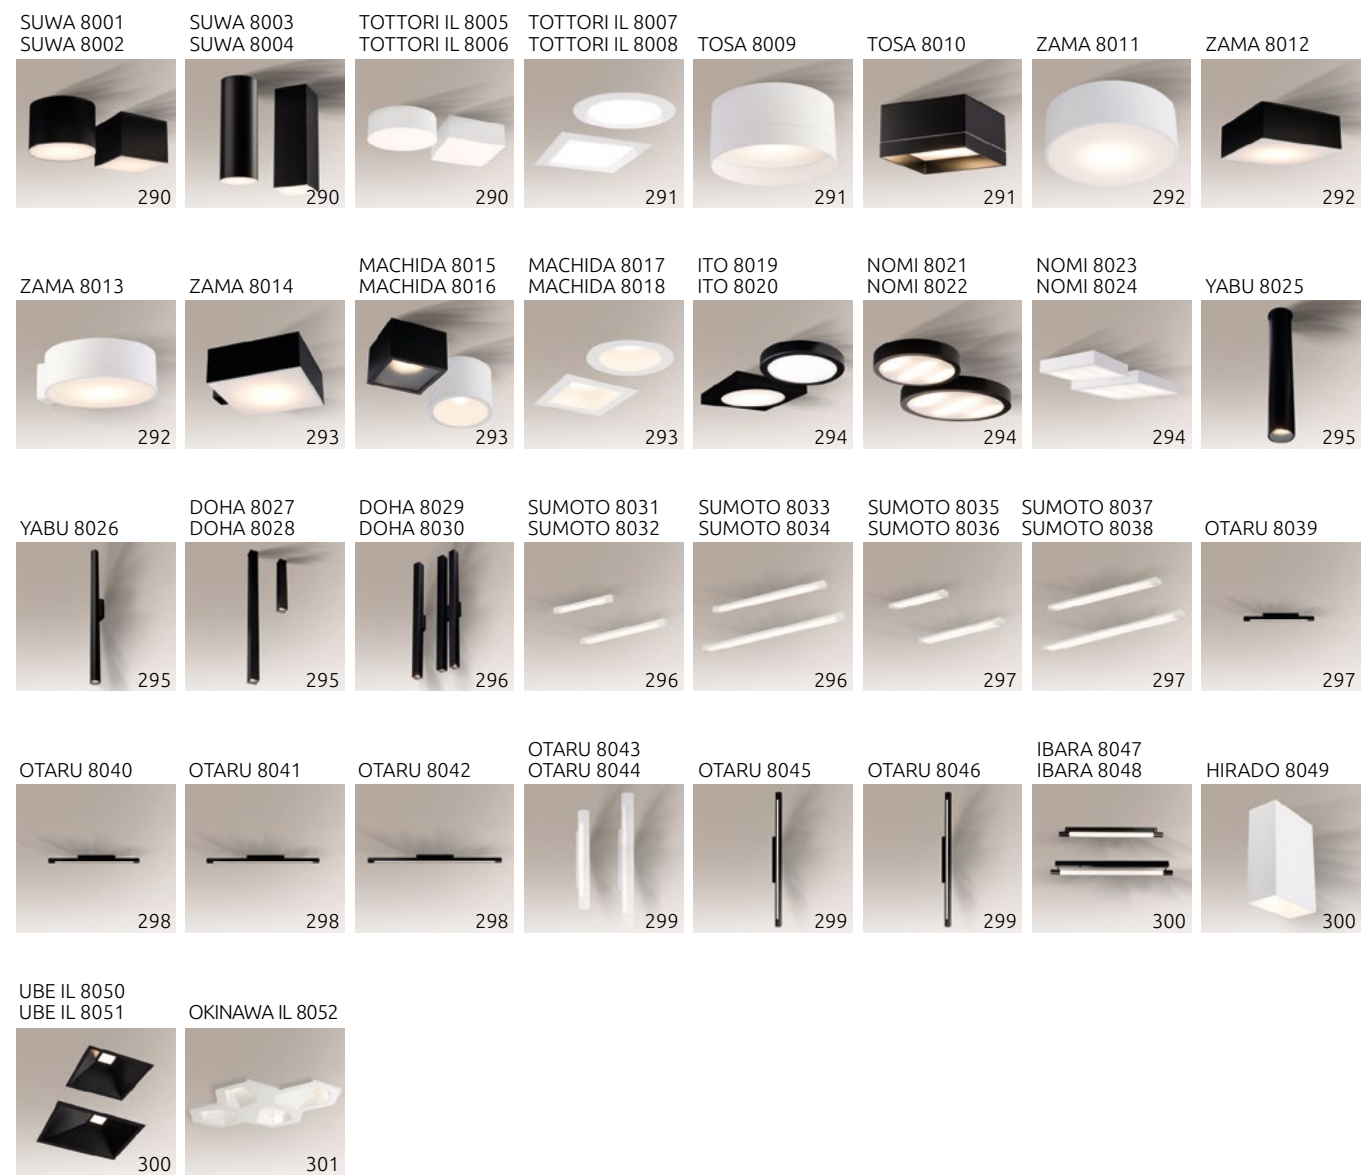 SUWA 8001
SUWA 8002
290
SUWA 8003
SUWA 8004
290
TOTTORI IL 8005
TOTTORI IL 8006
290
TOTTORI IL 8007
TOTTORI IL 8008
291
TOSA 8009
291
TOSA 8010
291
ZAMA 8011
292
ZAMA 8012
292
ZAMA 8013
292
ZAMA 8014
293
MACHIDA 8015
MACHIDA 8016
293
MACHIDA 8017
MACHIDA 8018
293
ITO 8019
ITO 8020
294
NOMI 8021
NOMI 8022
294
NOMI 8023
NOMI 8024
294
YABU 8025
295
YABU 8026
295
DOHA 8027
DOHA 8028
295
DOHA 8029
DOHA 8030
296
SUMOTO 8031
SUMOTO 8032
296
SUMOTO 8033
SUMOTO 8034
296
SUMOTO 8035
SUMOTO 8036
297
SUMOTO 8037
SUMOTO 8038
297
OTARU 8039
297
OTARU 8040
298
OTARU 8041
298
OTARU 8042
298
OTARU 8043
OTARU 8044
299
OTARU 8045
299
OTARU 8046
299
IBARA 8047
IBARA 8048
300
HIRADO 8049
300
UBE IL 8050
UBE IL 8051
300
OKINAWA IL 8052
301